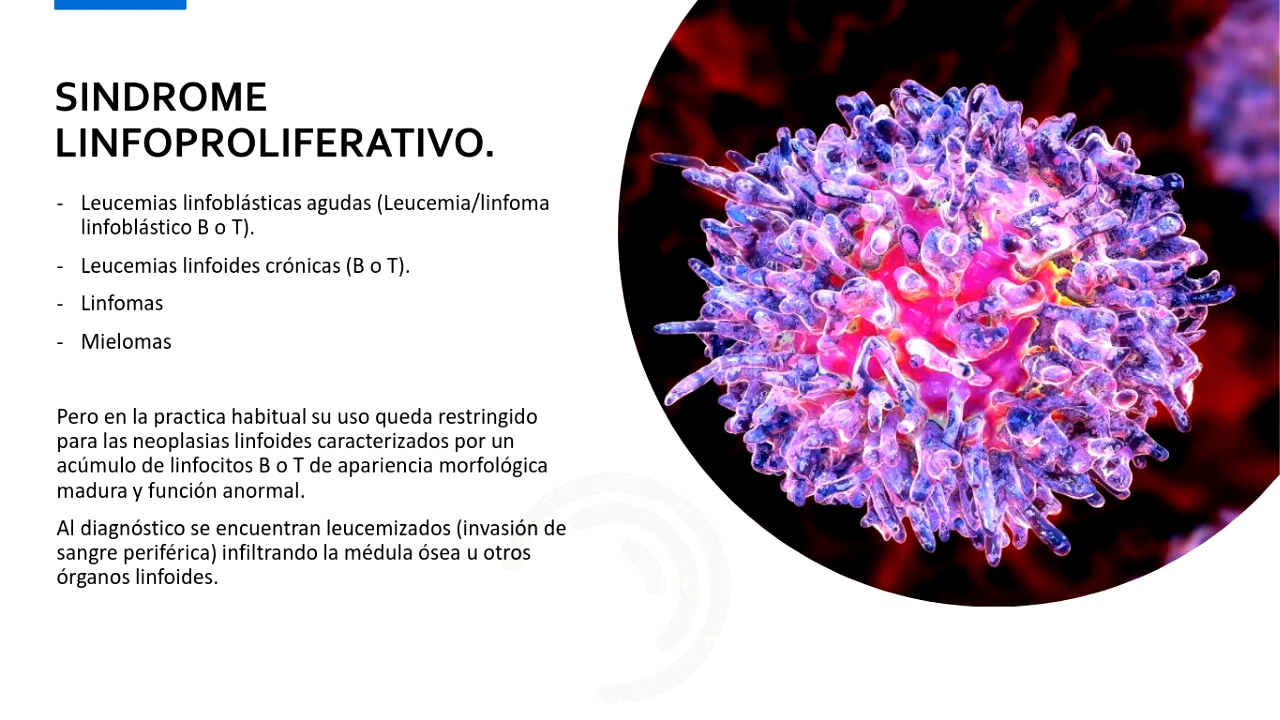 SINDROME
LINFOPROLIFERATIVO.
- Leucemias linfoblásticas agudas (Leucemia/linfoma
linfoblástico B o T).
- Leucemias linfoides crónicas (B o T).
- Linfomas
- Mielomas
Pero en la practica habitual su uso queda restringido
para las neoplasias linfoides caracterizados por un
acúmulo de linfocitos B o T de apariencia morfológica
madura y función anormal.
Al diagnóstico se encuentran leucemizados (invasión de
sangre periférica) infiltrando la médula ósea u otros
órganos linfoides.